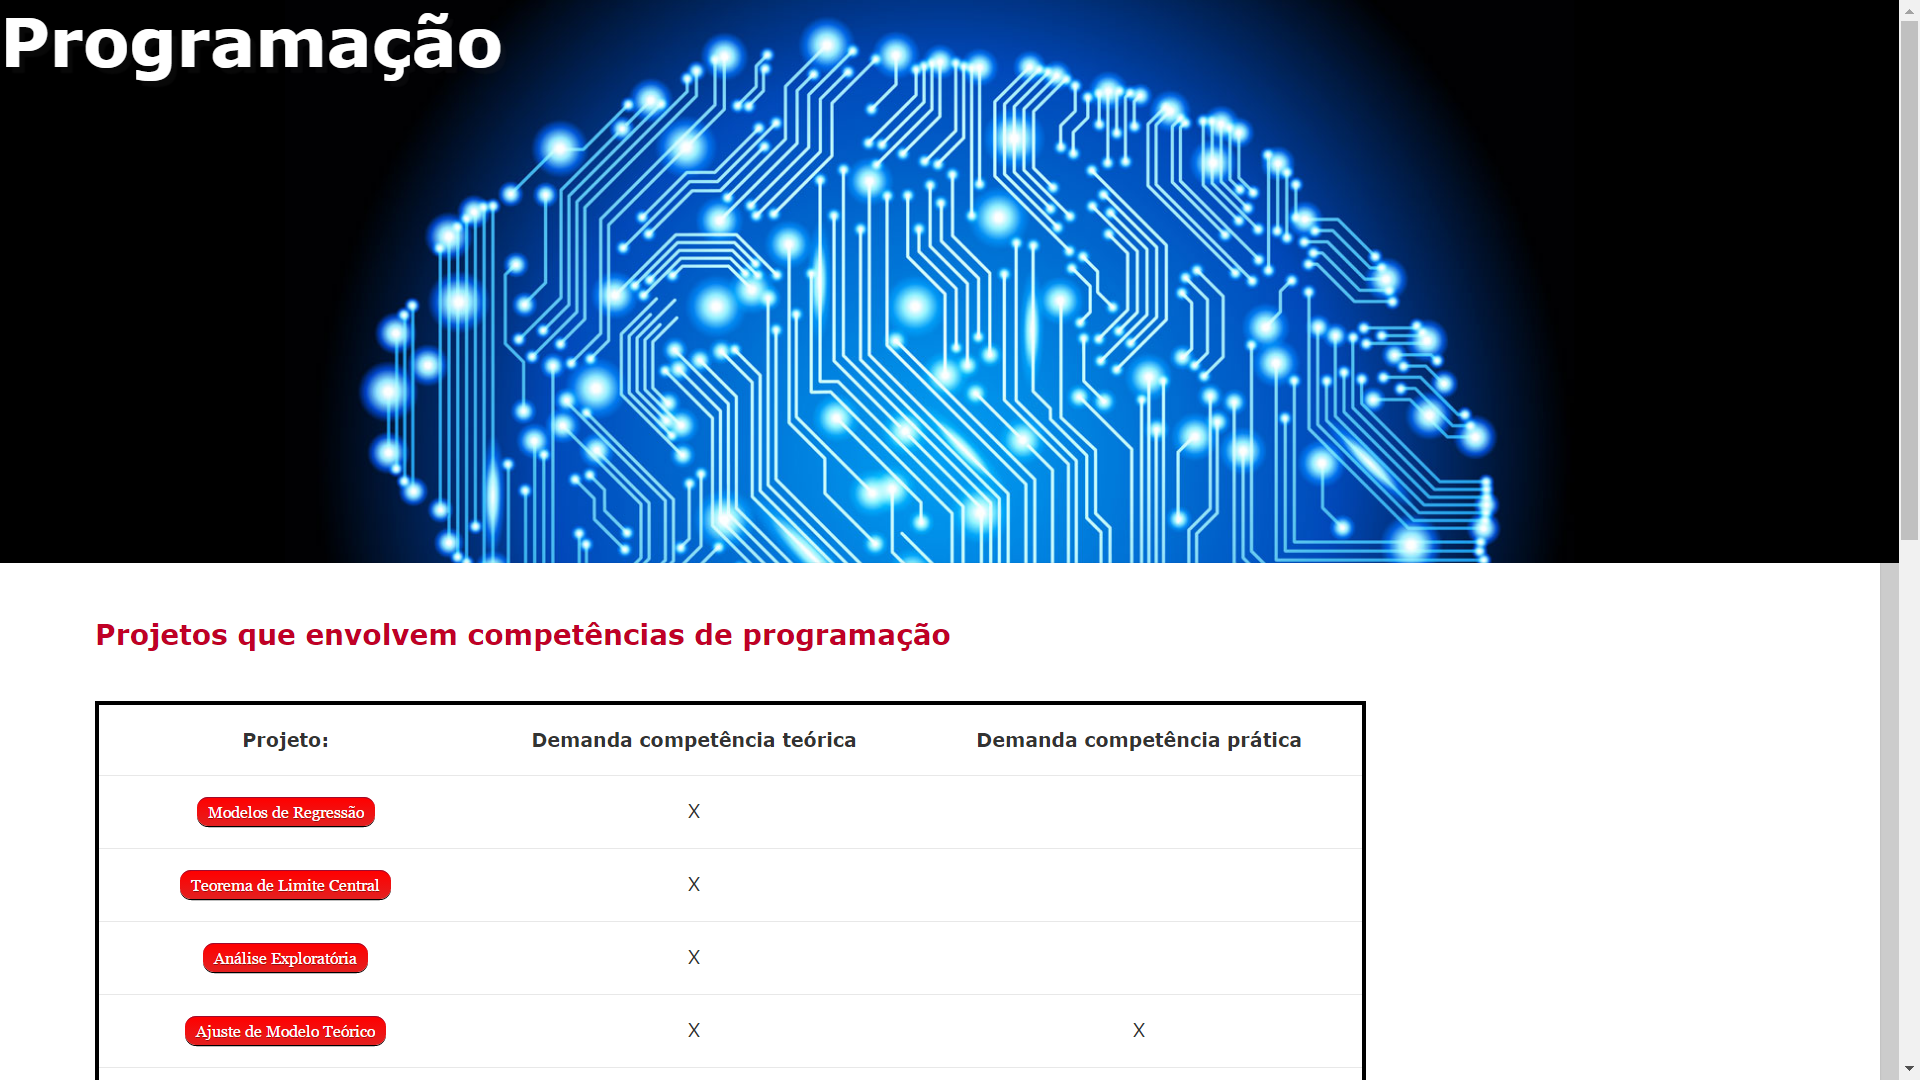 Programação
Projetos que envolvem competências de programação
Projeto: Demanda competência teórica Demanda competência prática
Modelos de Regressão X
Teorema de Limite Central X
Análise Exploratória X
Ajuste de Modelo Teórico X X